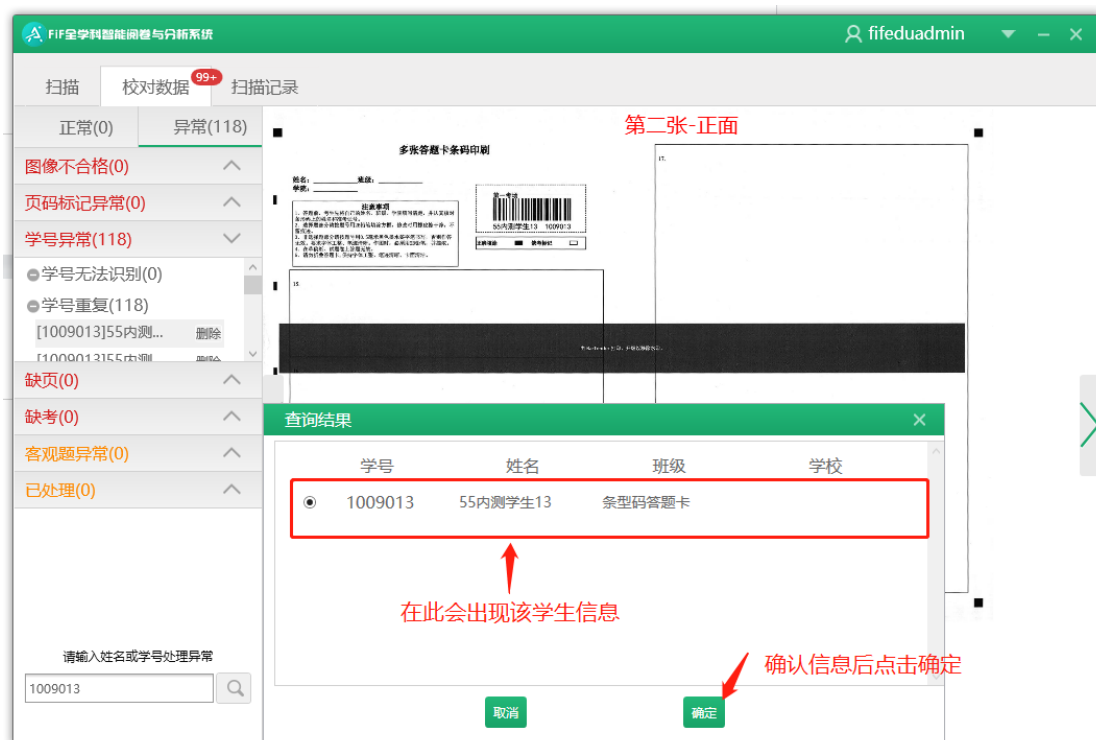 FiF全学科智能阅卷与分析系统
fifeduadmin
扫描
校对数据
99+
扫描记录
正常(0)
异常(118)
图像不合格(0)
页码标记异常(0)
学号异常(118)
学号无法识别(0)
学号重复(118)
[1009013]55内测... 删除
[1009013]55内测 删除
缺页(0)
缺考(0)
客观题异常(0)
已处理(0)
请输入姓名或学号处理异常
1009013
第二张-正面
多张答题卡条码印刷
姓名: 班级:
学号:
注意事项
第一考场
55内测学生13 1009013
17.
15
查询结果
学号 姓名 班级 学校
1009013 55内测学生13 条型码答题卡
在此会出现该学生信息
确认信息后点击确定
取消 确定